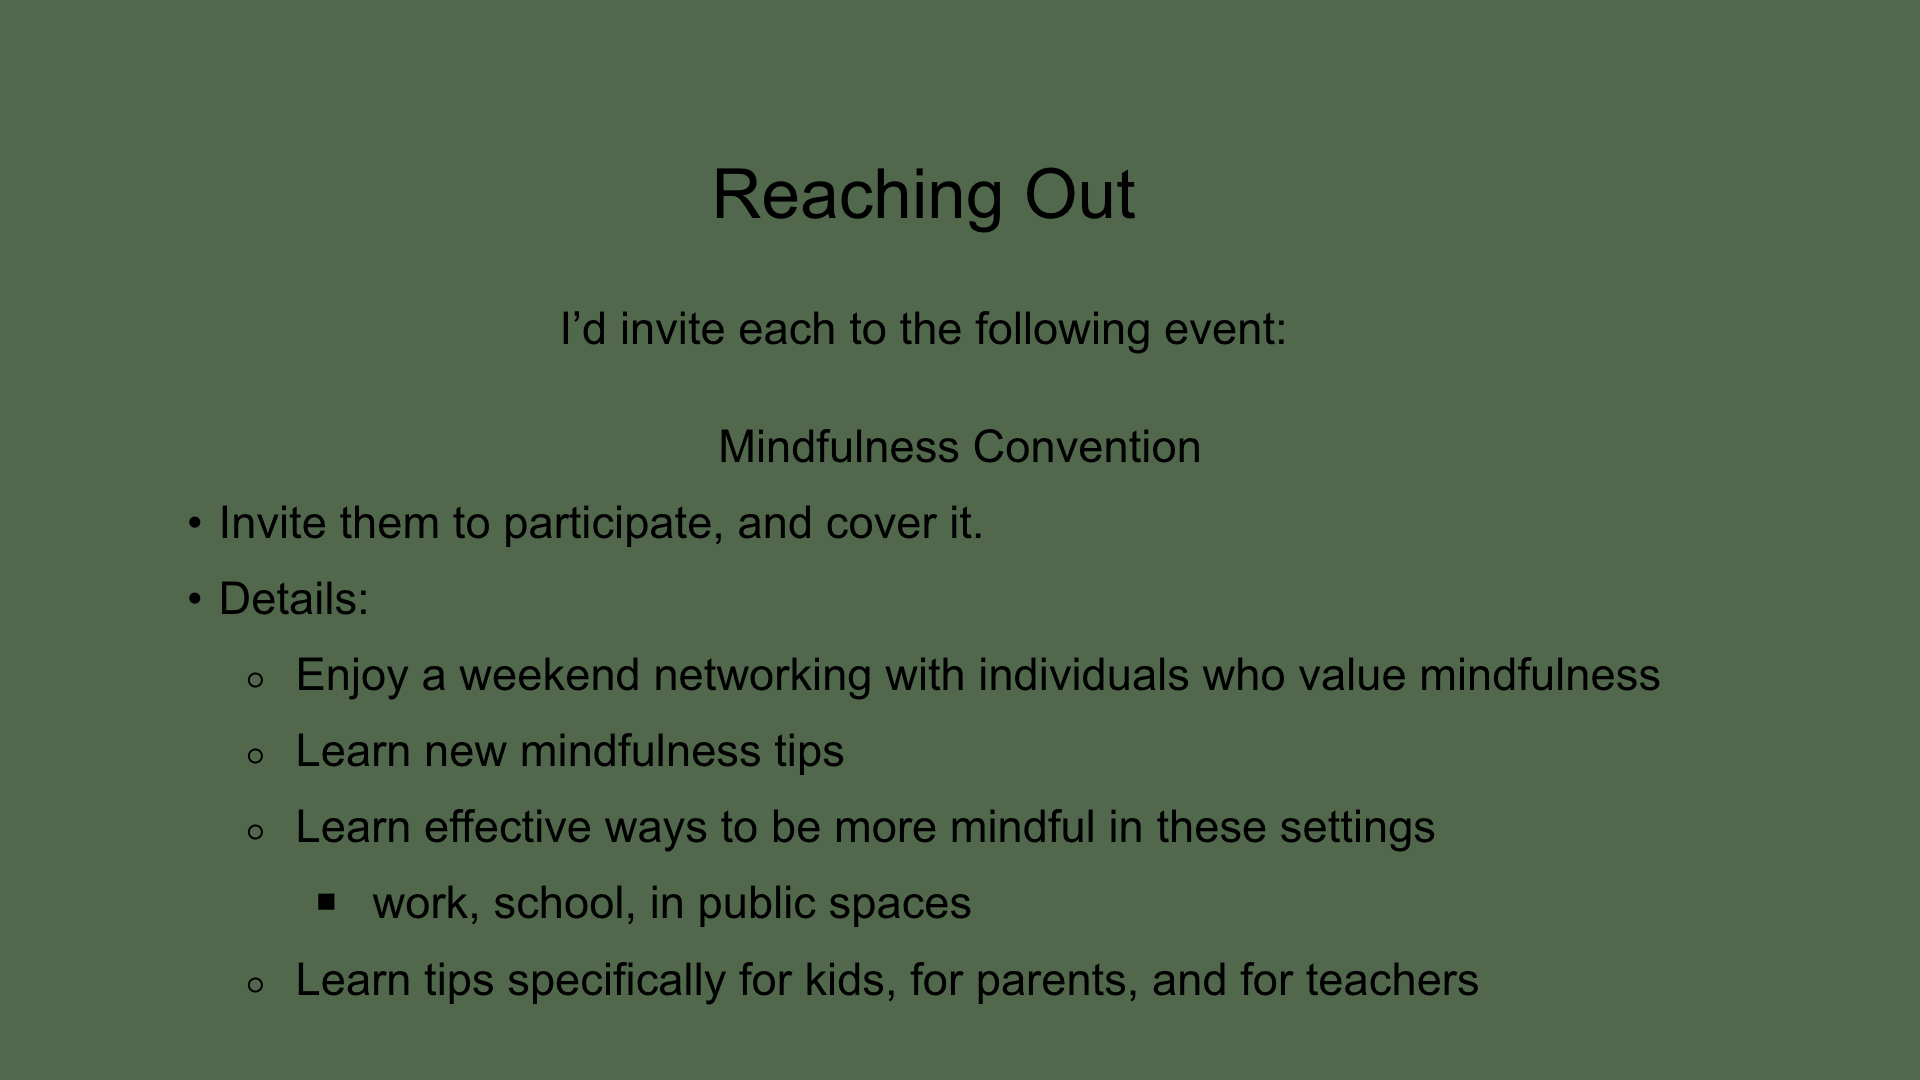 Reaching Out
I’d invite each to the following event:
Mindfulness Convention
• Invite them to participate, and cover it.
• Details:
○ Enjoy a weekend networking with individuals who value mindfulness
○ Learn new mindfulness tips
○ Learn effective ways to be more mindful in these settings
■ work, school, in public spaces
○ Learn tips specifically for kids, for parents, and for teachers